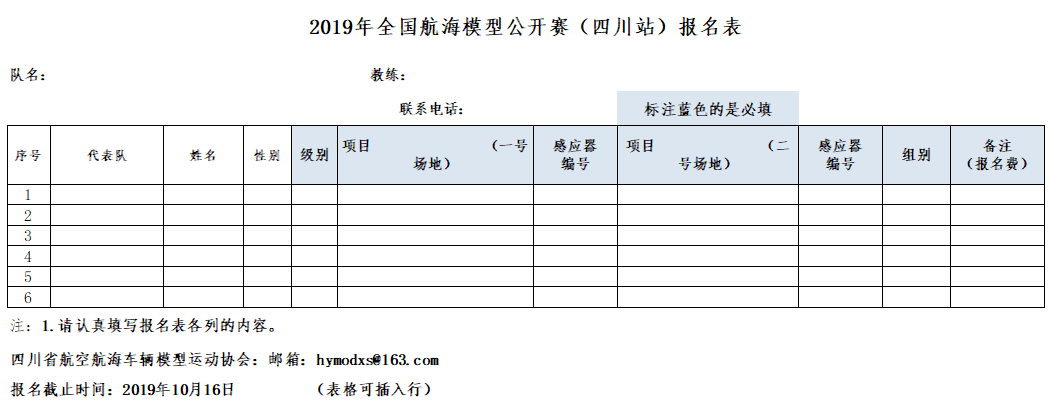 2019年全国航海模型公开赛（四川站）报名表
队名： 教练：
联系电话： 标注蓝色的是必填
序号 代表队 姓名 性别 级别 项目 （一号场地） 感应器编号 项目 （二号场地） 感应器编号 组别 备注（报名费）
1
2
3
4
5
6
注：1.请认真填写报名表各列的内容。
四川省航空航海车辆模型运动协会：邮箱：hymodxs@163.com
报名截止时间：2019年10月16日 （表格可插入行）